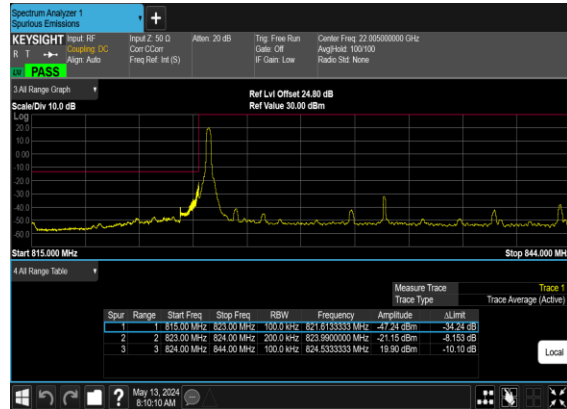 Spectrum Analyzer 1
Spurious Emissions
+
KEYSIGHT Input: RF Input Z: 50 Ω Atten: 20 dB Trig: Free Run Center Freq: 22.005000000 GHz
R T Coupling: DC Corr CCorr Gate: Off Avg|Hold: 100/100
Align: Auto Freq Ref: Int (S) IF Gain: Low Radio Std: None
PASS
3 All Range Graph
Ref Lvl Offset 24.80 dB
Scale/Div 10.0 dB Ref Value 30.00 dBm
Log
20.0
10.0
0.00
-10.0
-20.0
-30.0
-40.0
-50.0
-60.0
Start 815.000 MHz Stop 844.000 MH
4 All Range Table
Measure Trace Trace 1
Trace Type Trace Average (Active)
Spur Range Start Freq Stop Freq RBW Frequency Amplitude ΔLimit
1 1 815.00 MHz 823.00 MHz 100.0 kHz 821.6133333 MHz -47.24 dBm -34.24 dB
2 2 823.00 MHz 824.00 MHz 200.0 kHz 823.9900000 MHz -21.15 dBm -8.153 dB
3 3 824.00 MHz 844.00 MHz 100.0 kHz 824.5333333 MHz 19.90 dBm -10.10 dB
Local
? May 13, 2024
8:10:10 AM